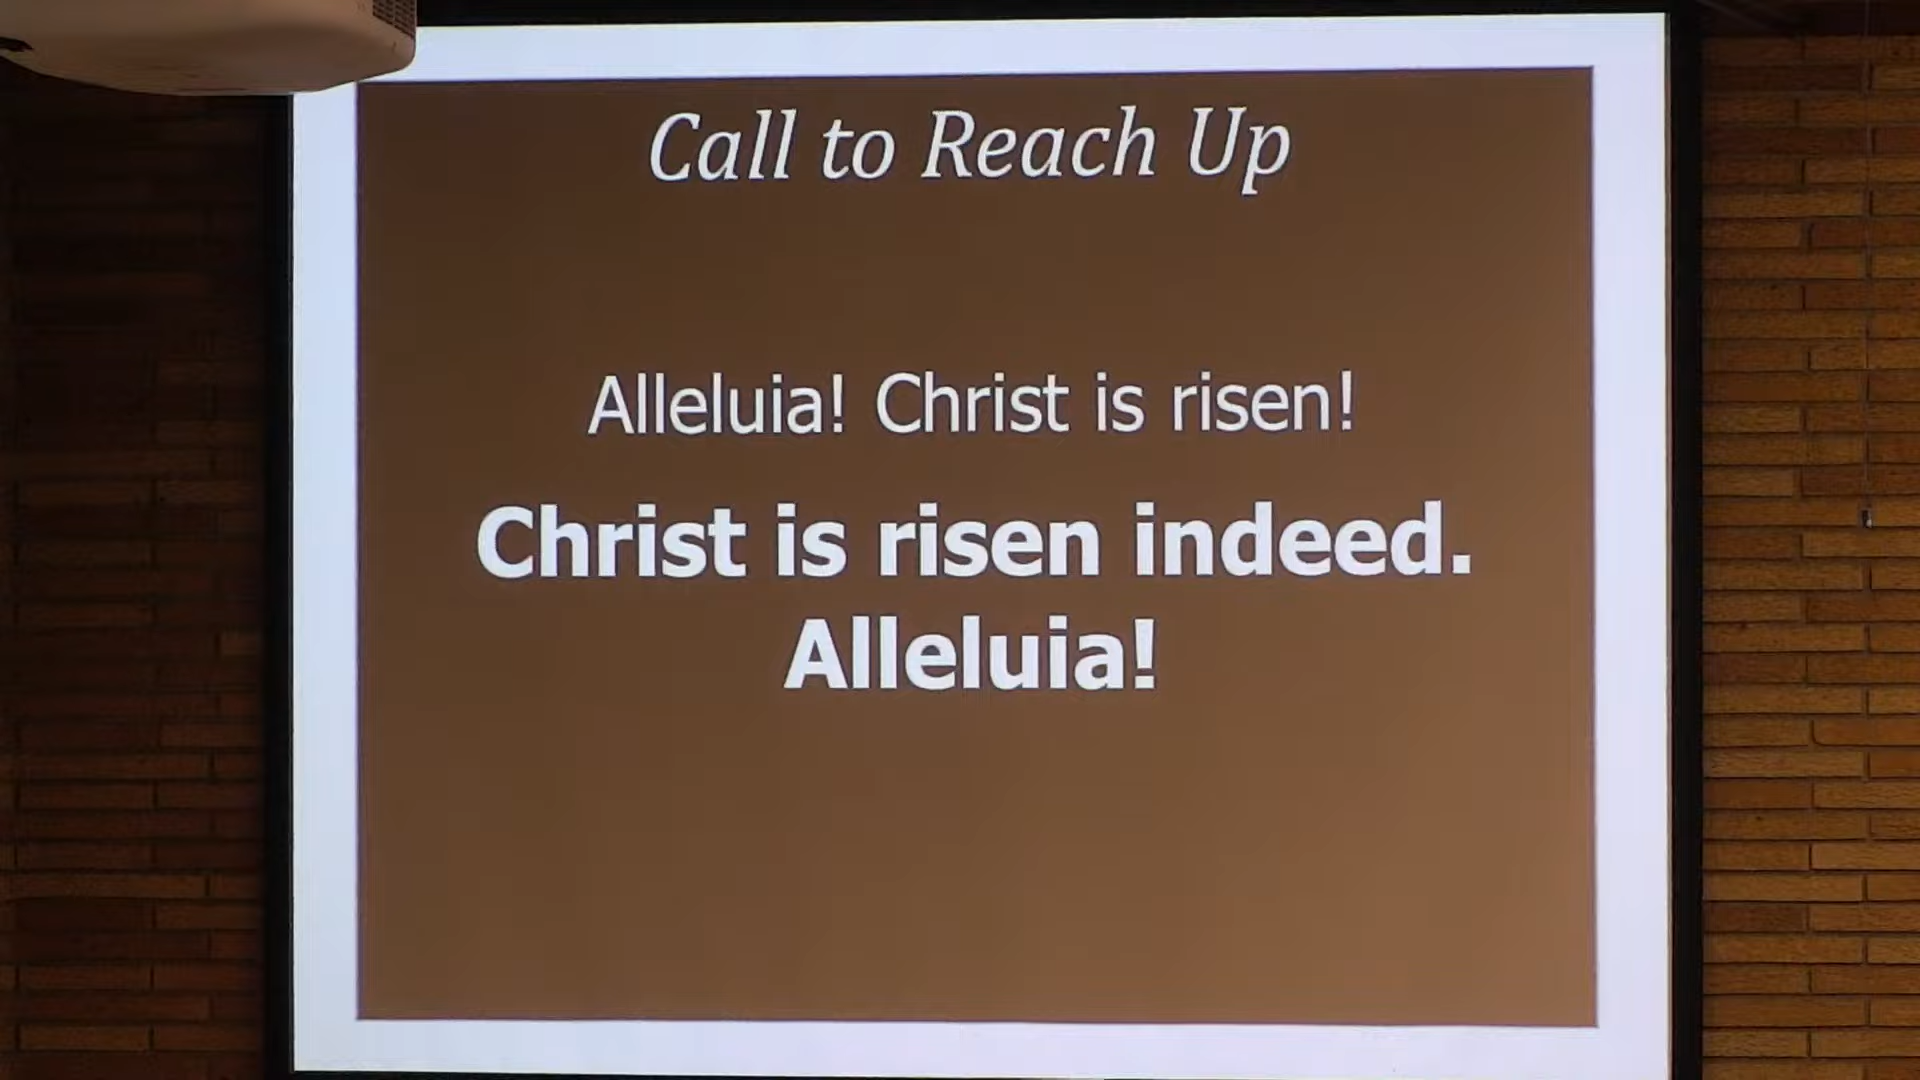 Call to Reach Up
Alleluia! Christ is risen!
Christ is risen indeed.
Alleluia!